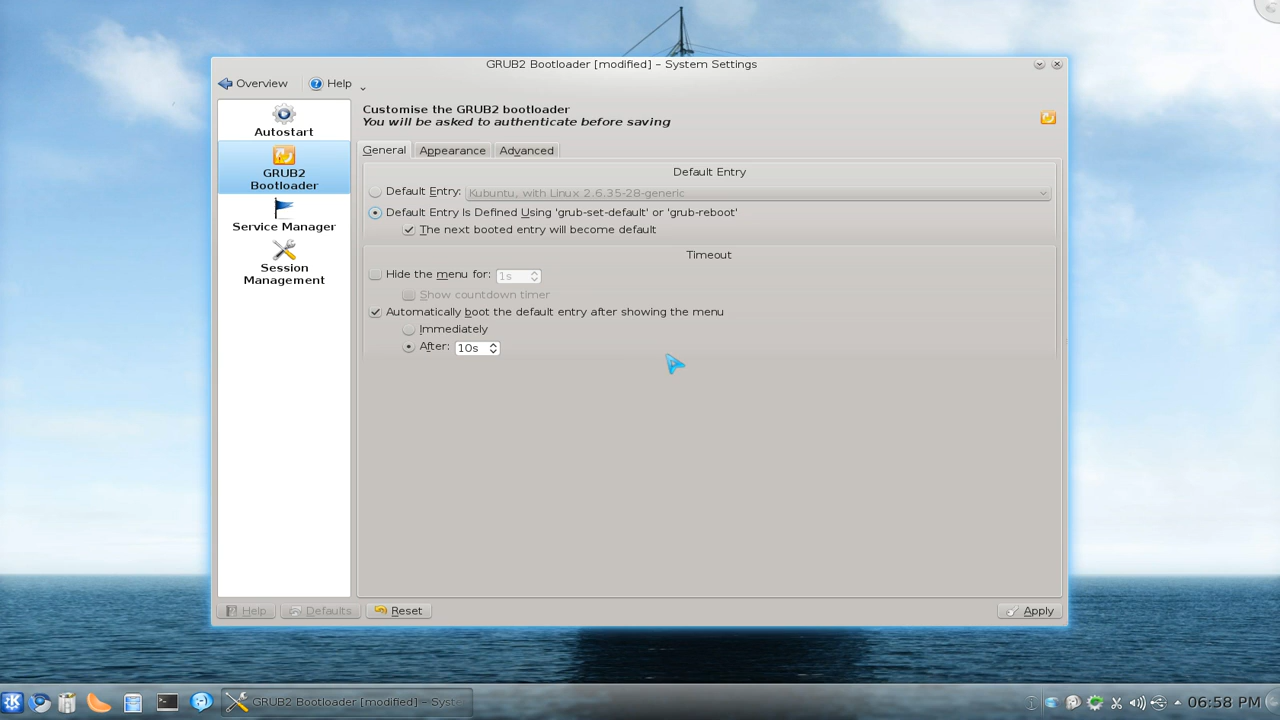 GRUB2 Bootloader [modified] – System Settings
Overview
Help
Autostart
GRUB2
Bootloader
Service Manager
Session
Management
Customise the GRUB2 bootloader
You will be asked to authenticate before saving
General
Appearance
Advanced
Default Entry
Default Entry: Kubuntu, with Linux 2.6.35-28-generic
Default Entry Is Defined Using 'grub-set-default' or 'grub-reboot'
The next booted entry will become default
Timeout
Hide the menu for: 1s
Show countdown timer
Automatically boot the default entry after showing the menu
Immediately
After: 10s
Help
Defaults
Reset
Apply
GRUB2 Bootloader [modified] – Syst
06:58 PM